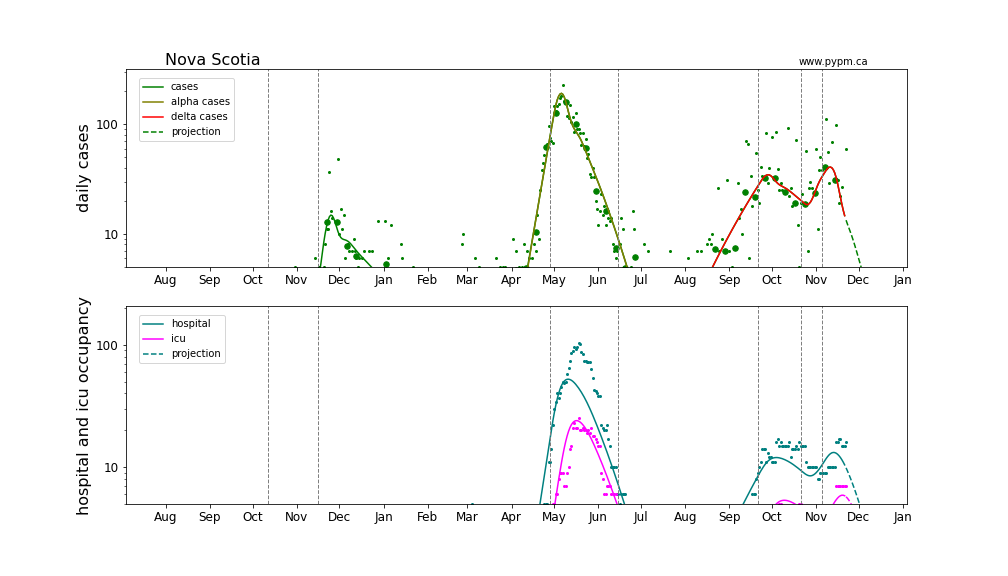 Nova Scotia
www.pypm.ca
daily cases
100
10
cases
alpha cases
delta cases
projection
Aug Sep Oct Nov Dec Jan Feb Mar Apr May Jun Jul Aug Sep Oct Nov Dec Jan
hospital and icu occupancy
100
10
hospital
icu
projection
Aug Sep Oct Nov Dec Jan Feb Mar Apr May Jun Jul Aug Sep Oct Nov Dec Jan